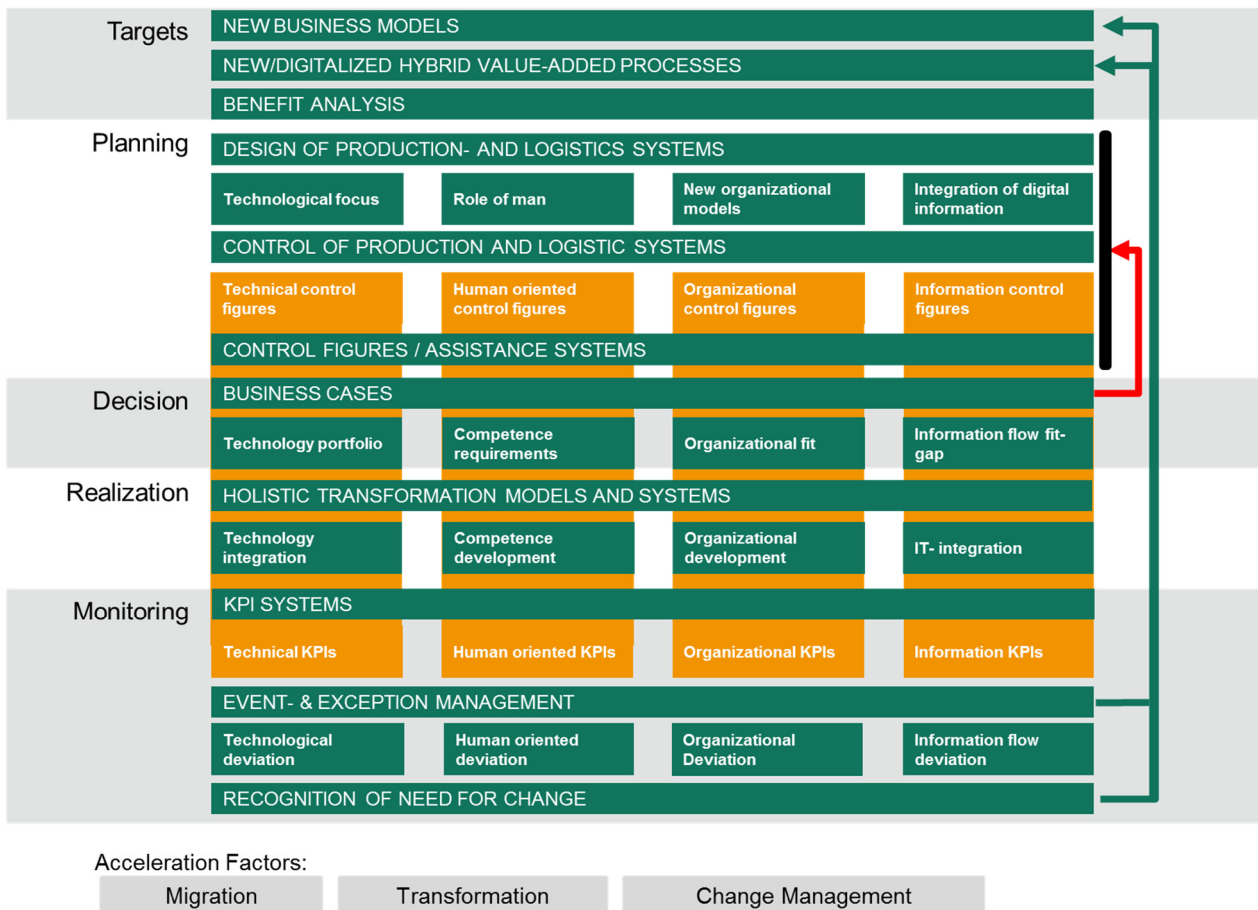 Targets
NEW BUSINESS MODELS
NEW/DIGITALIZED HYBRID VALUE-ADDED PROCESSES
BENEFIT ANALYSIS
Planning
DESIGN OF PRODUCTION- AND LOGISTICS SYSTEMS
Technological focus
Role of man
New organizational
models
Integration of digital
information
CONTROL OF PRODUCTION AND LOGISTIC SYSTEMS
Technical control
figures
Human oriented
control figures
Organizational
control figures
Information control
figures
CONTROL FIGURES / ASSISTANCE SYSTEMS
Decision
BUSINESS CASES
Technology portfolio
Competence
requirements
Organizational fit
Information flow fit-
gap
Realization
HOLISTIC TRANSFORMATION MODELS AND SYSTEMS
Technology
integration
Competence
development
Organizational
development
IT- integration
Monitoring
KPI SYSTEMS
Technical KPIs
Human oriented KPIs
Organizational KPIs
Information KPIs
EVENT- & EXCEPTION MANAGEMENT
Technological
deviation
Human oriented
deviation
Organizational
Deviation
Information flow
deviation
RECOGNITION OF NEED FOR CHANGE
Acceleration Factors:
Migration
Transformation
Change Management